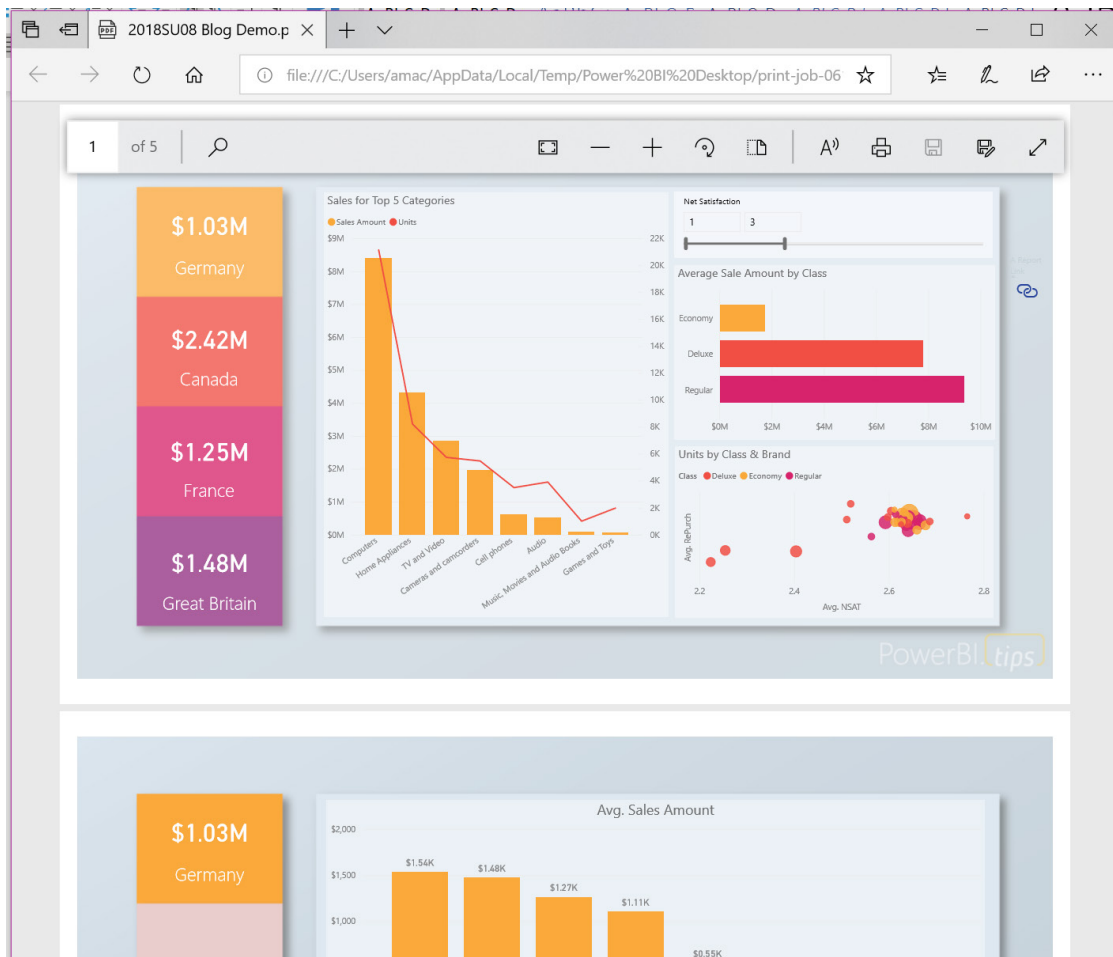 2018SU08 Blog Demo.p
file:///C:/Users/amac/AppData/Local/Temp/Power%20BI%20Desktop/print-job-06
1 of 5
$1.03M
Germany
$2.42M
Canada
$1.25M
France
$1.48M
Great Britain
Sales for Top 5 Categories
Sales Amount Units
$9M
$8M
$7M
$6M
$5M
$4M
$3M
$2M
$1M
$0M
22K
20K
18K
16K
14K
12K
10K
8K
6K
4K
2K
0K
Computers
Home Appliances
TV and Video
Cameras and camcorders
Cell phones
Audio
Music, Movies and Audio Books
Games and Toys
Net Satisfaction
1 3
Average Sale Amount by Class
Economy
Deluxe
Regular
$0M $2M $4M $6M $8M $10M
Units by Class & Brand
Class Deluxe Economy Regular
Avg. RePurch
2.2 2.4 2.6 2.8
Avg. NSAT
PowerBI.tips
$1.03M
Germany
Avg. Sales Amount
$2,000
$1,500
$1,000
$1.54K
$1.48K
$1.27K
$1.11K
$0.55K